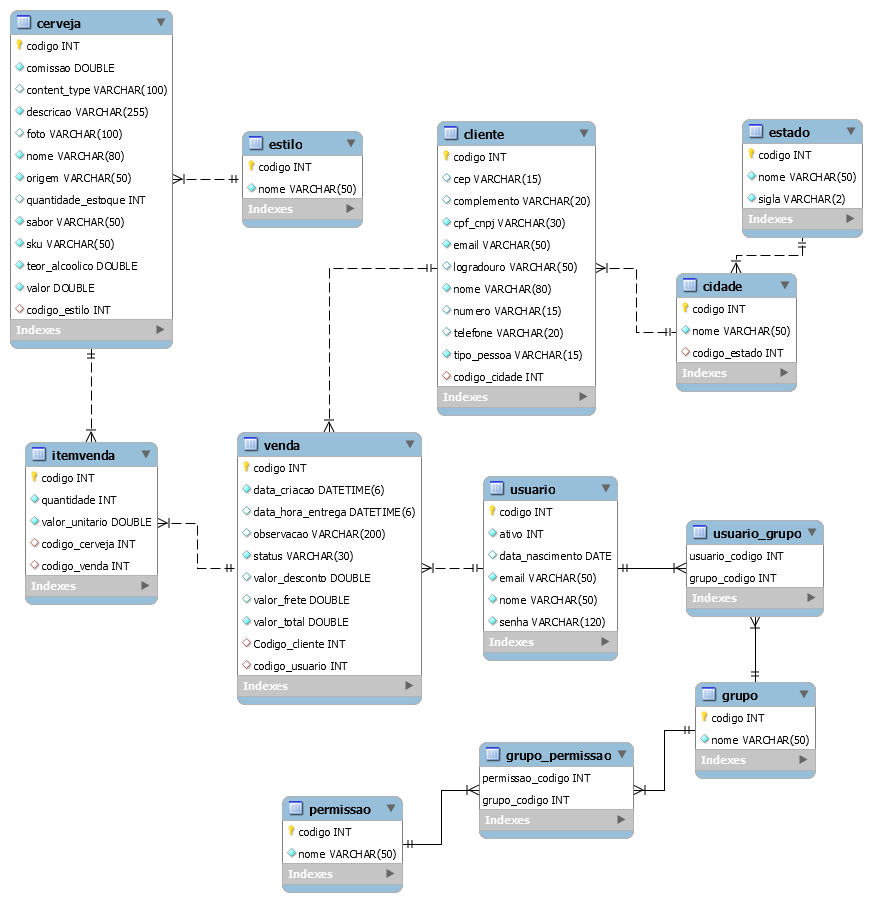 cerveja
codigo INT
comissao DOUBLE
content_type VARCHAR(100)
descricao VARCHAR(255)
foto VARCHAR(100)
nome VARCHAR(80)
origem VARCHAR(50)
quantidade_estoque INT
sabor VARCHAR(50)
sku VARCHAR(50)
teor_alcoolico DOUBLE
valor DOUBLE
codigo_estilo INT
Indexes
estilo
codigo INT
nome VARCHAR(50)
Indexes
cliente
codigo INT
cep VARCHAR(15)
complemento VARCHAR(20)
cpf_cnpj VARCHAR(30)
email VARCHAR(50)
logradouro VARCHAR(50)
nome VARCHAR(80)
numero VARCHAR(15)
telefone VARCHAR(20)
tipo_pessoa VARCHAR(15)
codigo_cidade INT
Indexes
estado
codigo INT
nome VARCHAR(50)
sigla VARCHAR(2)
Indexes
cidade
codigo INT
nome VARCHAR(50)
codigo_estado INT
Indexes
itemvenda
codigo INT
quantidade INT
valor_unitario DOUBLE
codigo_cerveja INT
codigo_venda INT
Indexes
venda
codigo INT
data_criacao DATETIME(6)
data_hora_entrega DATETIME(6)
observacao VARCHAR(200)
status VARCHAR(30)
valor_desconto DOUBLE
valor_frete DOUBLE
valor_total DOUBLE
Codigo_cliente INT
codigo_usuario INT
Indexes
usuario
codigo INT
ativo INT
data_nascimento DATE
email VARCHAR(50)
nome VARCHAR(50)
senha VARCHAR(120)
Indexes
usuario_grupo
usuario_codigo INT
grupo_codigo INT
Indexes
grupo
codigo INT
nome VARCHAR(50)
Indexes
grupo_permissao
permissao_codigo INT
grupo_codigo INT
Indexes
permissao
codigo INT
nome VARCHAR(50)
Indexes